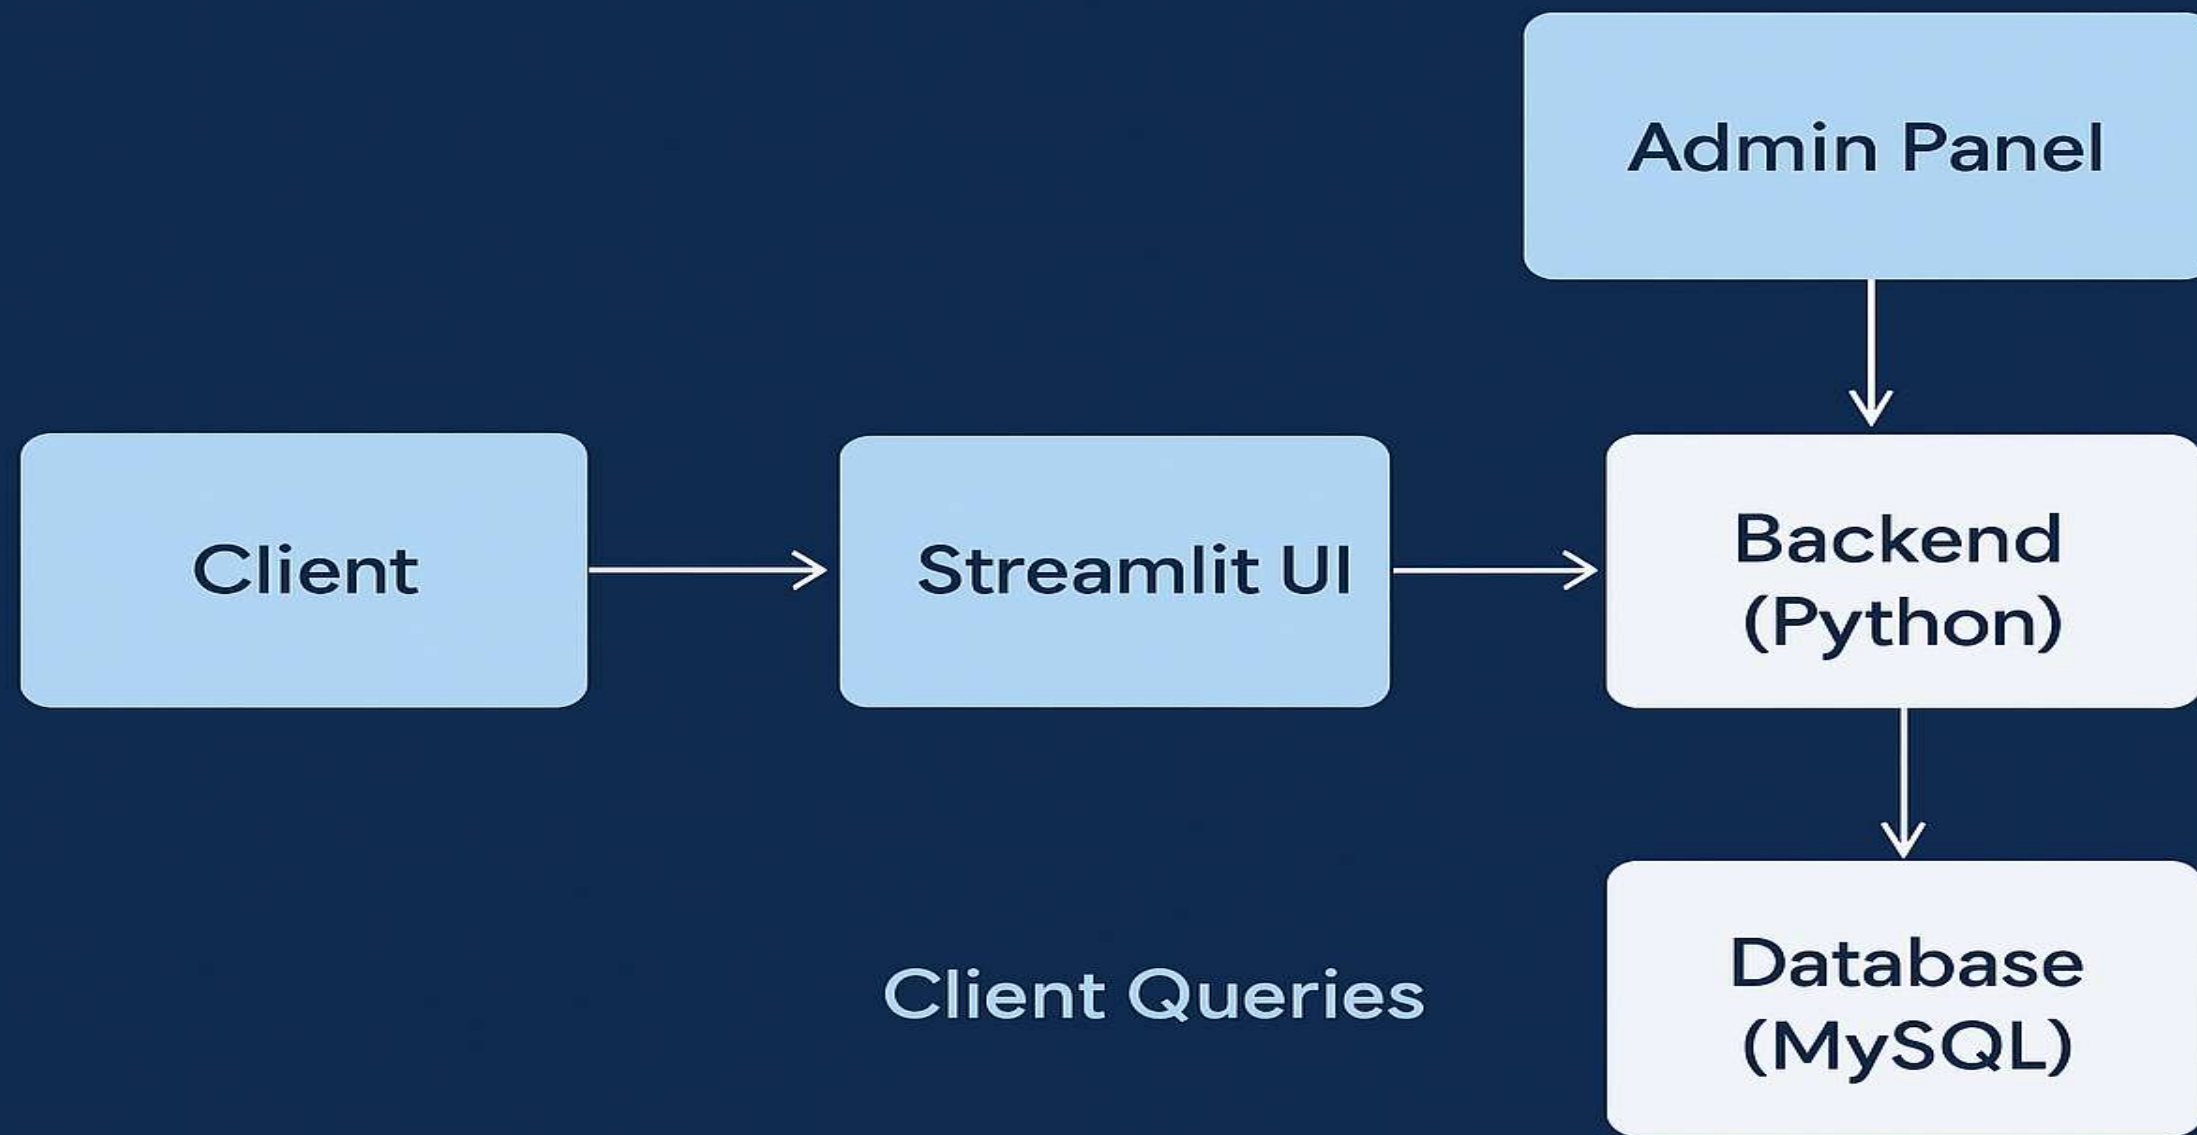 Admin Panel
Client
Streamlit UI
Backend
(Python)
Client Queries
Database
(MySQL)